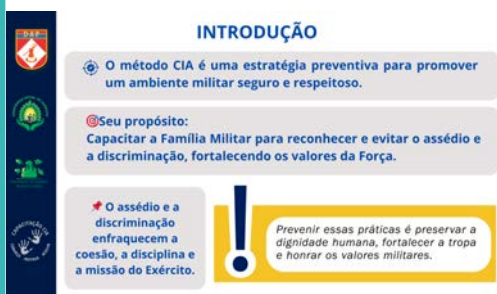 DAP
INTRODUÇÃO
O método CIA é uma estratégia preventiva para promover
um ambiente militar seguro e respeitoso.
Seu propósito:
Capacitar a Família Militar para reconhecer e evitar o assédio e
a discriminação, fortalecendo os valores da Força.
O assédio e a
discriminação
enfraquecem a
coesão, a disciplina e
a missão do Exército.
Prevenir essas práticas é preservar a
dignidade humana, fortalecer a tropa
e honrar os valores militares.